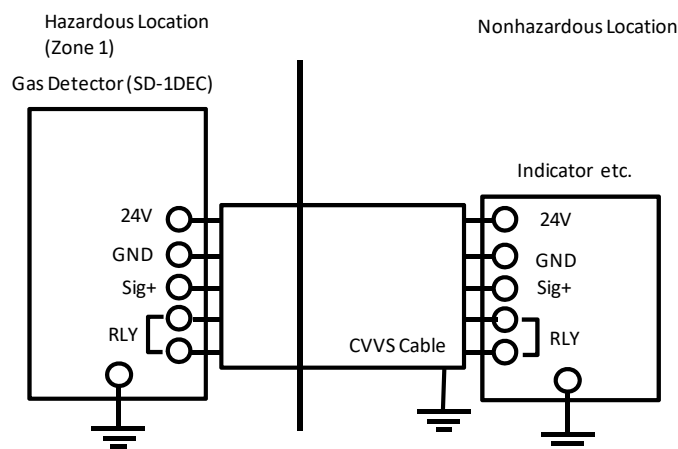 Hazardous Location
(Zone 1)
Nonhazardous Location
Gas Detector (SD-1DEC)
Indicator etc.
24V
GND
Sig+
RLY
CVVS Cable
24V
GND
Sig+
RLY